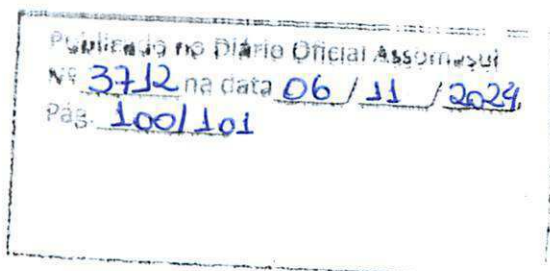 Publicado no Diário Oficial Assomasul
Nº 3712 na data 06 / 11 / 2024
Pág. 100/101